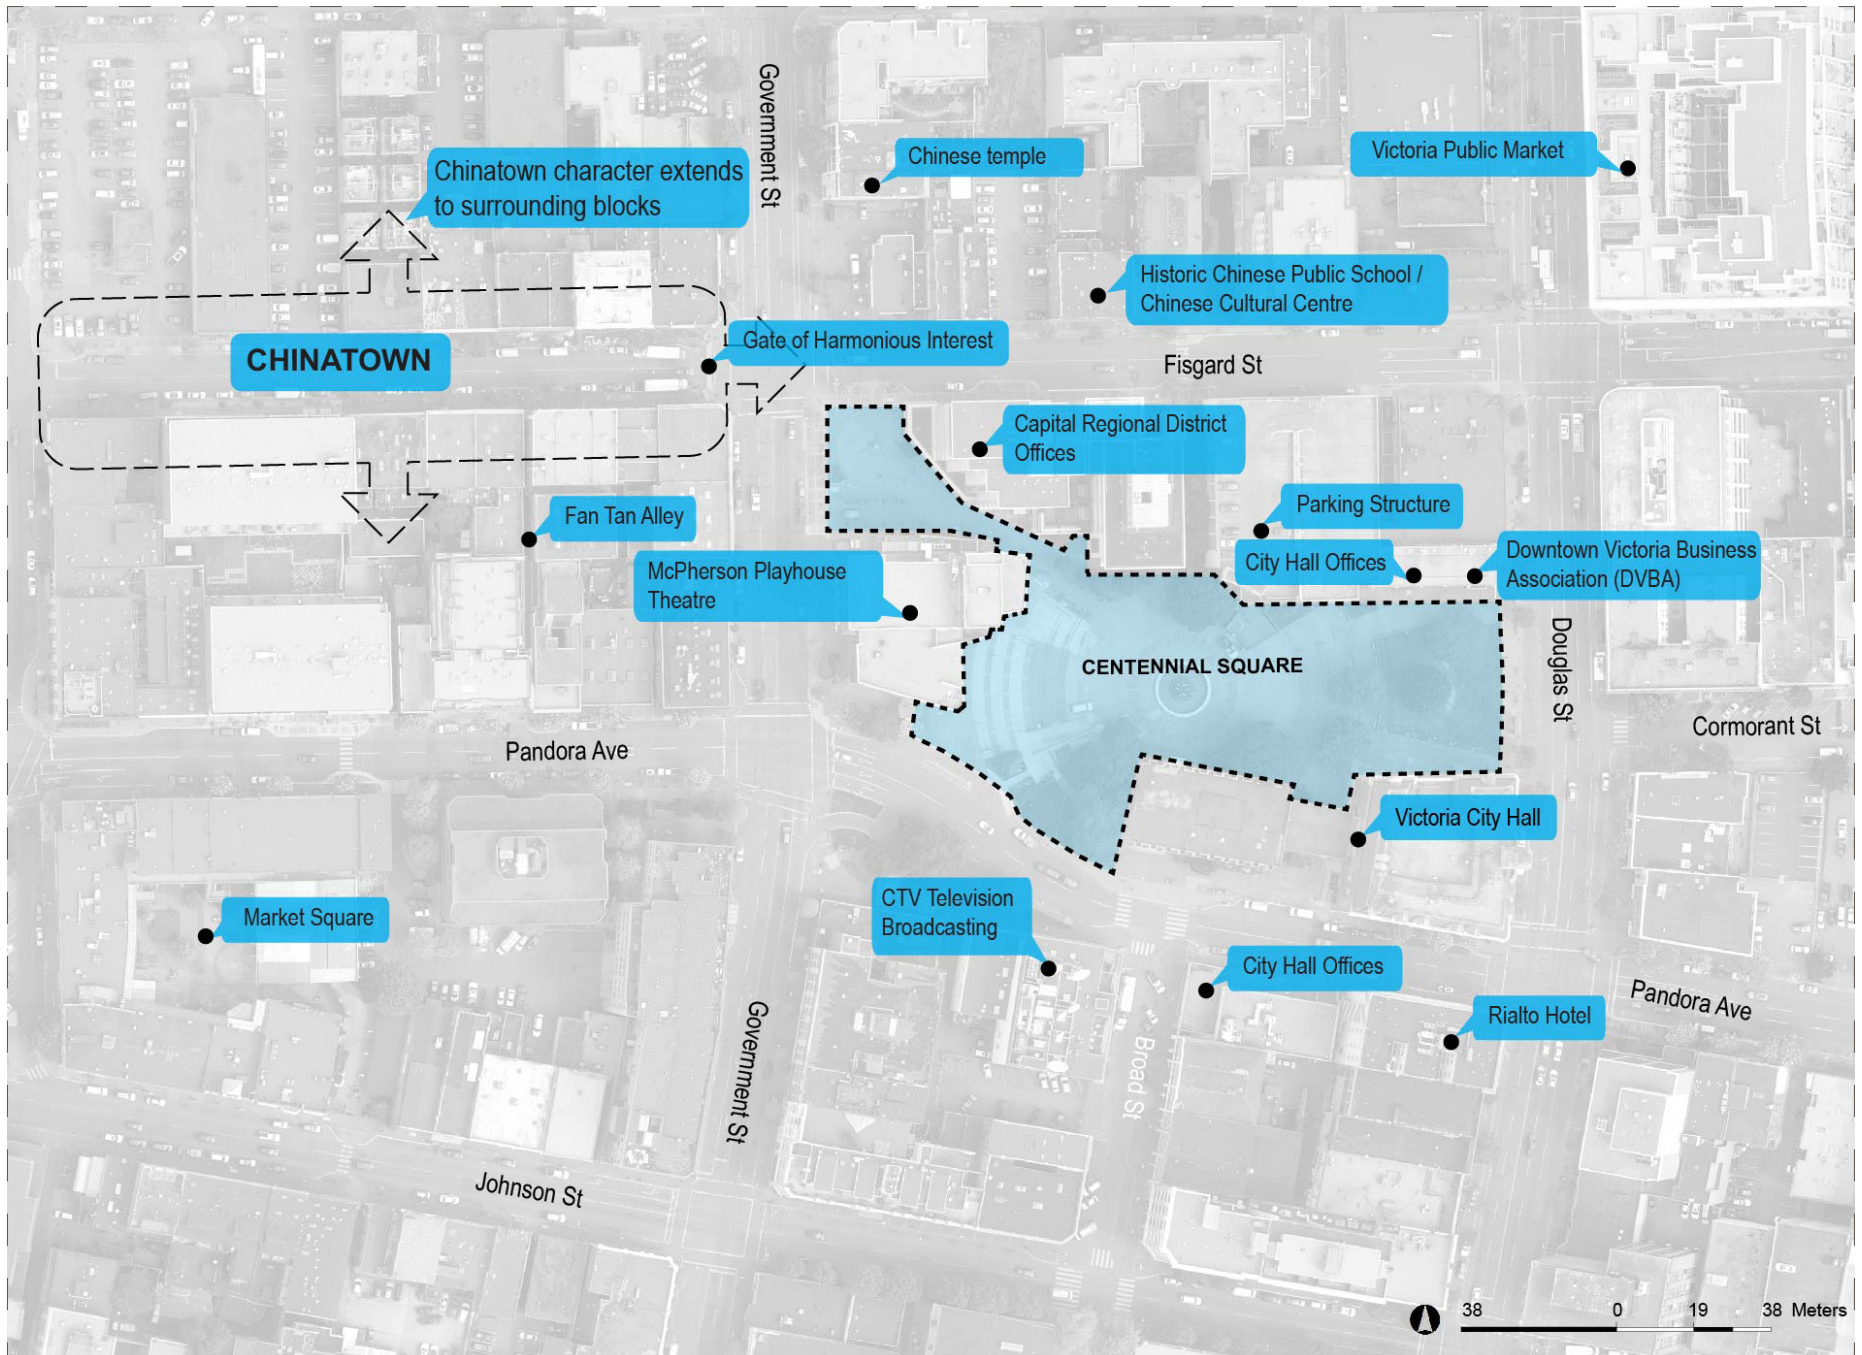 Government St
Chinese temple
Victoria Public Market
Chinatown character extends
to surrounding blocks
Historic Chinese Public School /
Chinese Cultural Centre
Gate of Harmonious Interest
CHINATOWN
Fisgard St
Capital Regional District
Offices
Fan Tan Alley
Parking Structure
McPherson Playhouse
Theatre
City Hall Offices
Downtown Victoria Business
Association (DVBA)
CENTENNIAL SQUARE
Douglas St
Pandora Ave
Cormorant St
Victoria City Hall
Market Square
CTV Television
Broadcasting
City Hall Offices
Pandora Ave
Rialto Hotel
Government St
Broad St
Johnson St
38 0 19 38 Meters